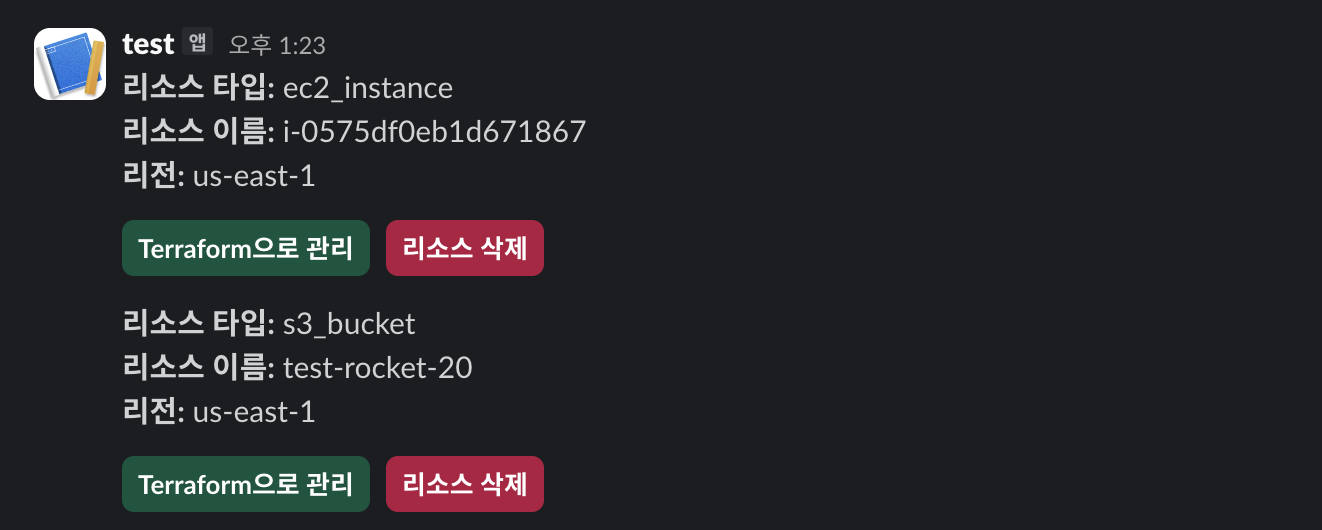 test 앱 오후 1:23
리소스 타입: ec2_instance
리소스 이름: i-0575df0eb1d671867
리전: us-east-1
Terraform으로 관리 리소스 삭제
리소스 타입: s3_bucket
리소스 이름: test-rocket-20
리전: us-east-1
Terraform으로 관리 리소스 삭제